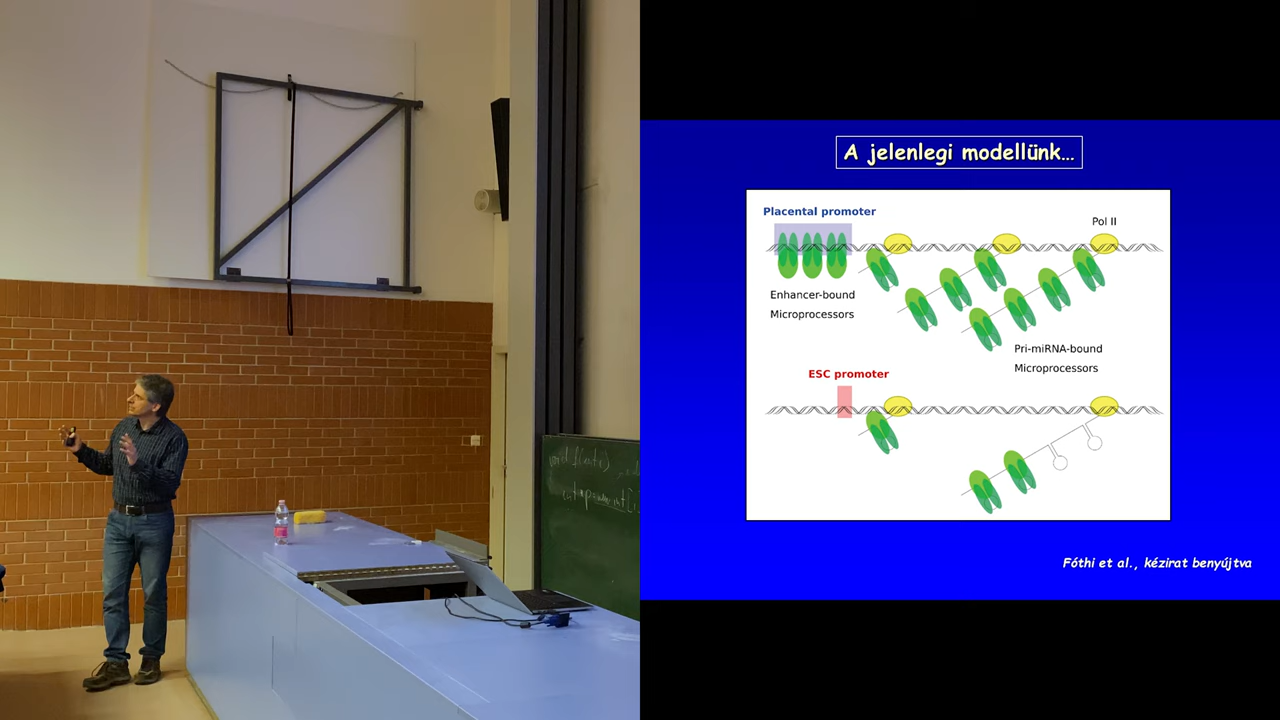 void f(
A jelenlegi modellünk...
Placental promoter
Pol II
Enhancer-bound
Microprocessors
Pri-miRNA-bound
Microprocessors
ESC promoter
Fóthi et al., kézirat benyújtva